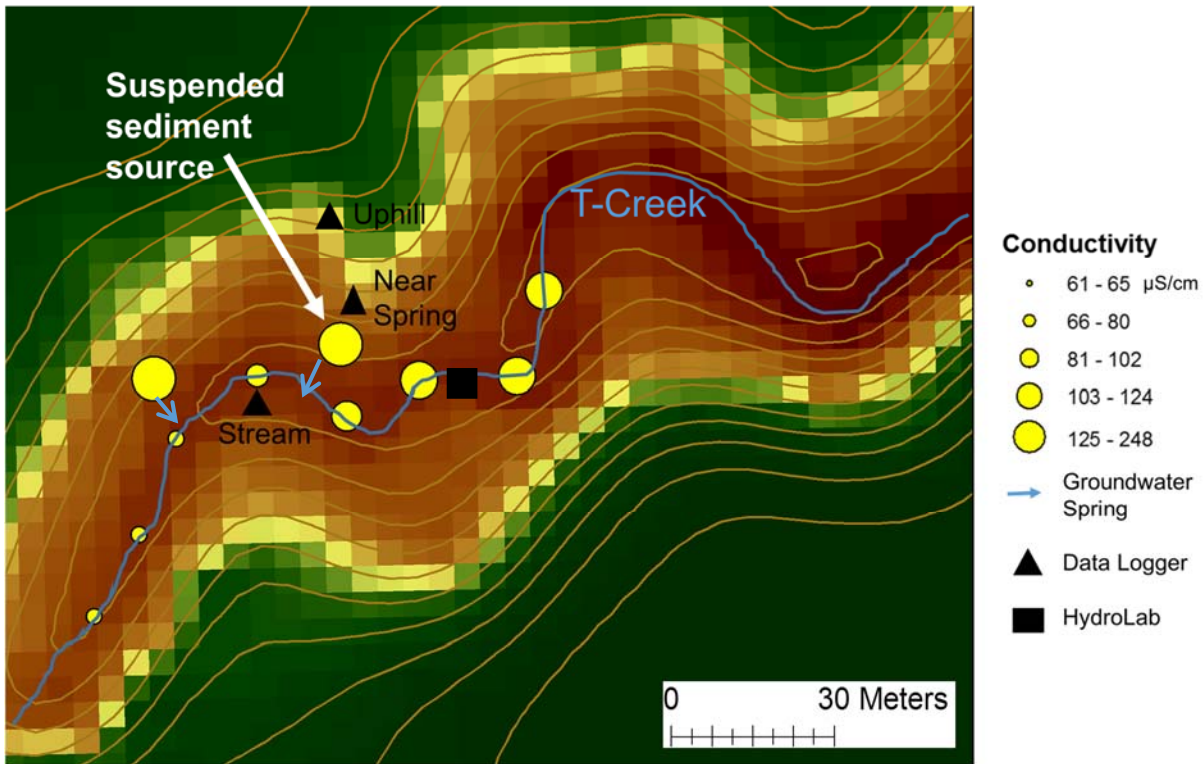 Suspended
sediment
source
T-Creek
Uphill
Near
Spring
Stream
0 30 Meters
Conductivity
61 - 65 µS/cm
66 - 80
81 - 102
103 - 124
125 - 248
Groundwater
Spring
Data Logger
HydroLab